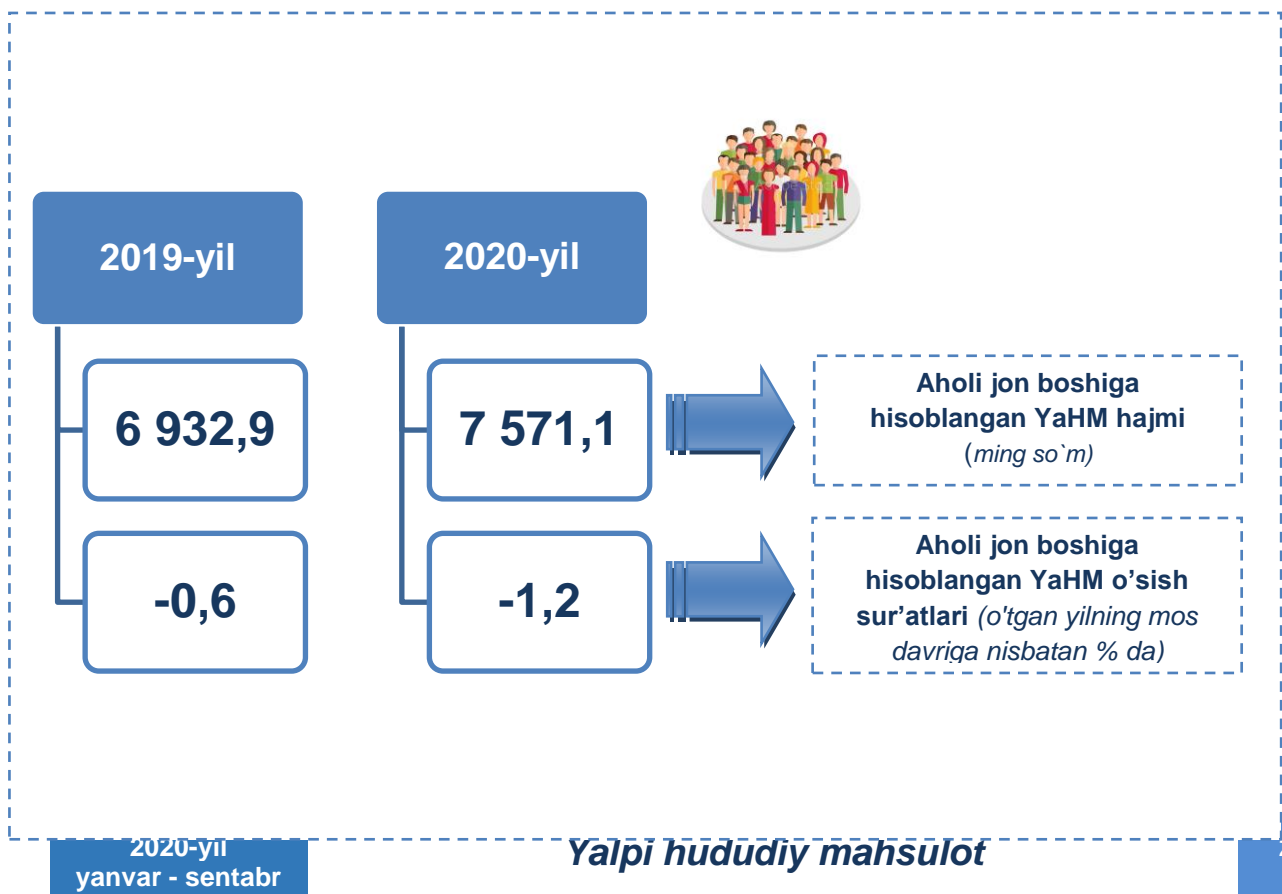 2019-yil
2020-yil
6 932,9
7 571,1
Aholi jon boshiga
hisoblangan YaHM hajmi
(ming so`m)
-0,6
-1,2
Aholi jon boshiga
hisoblangan YaHM o’sish
sur’atlari (o'tgan yilning mos
davriga nisbatan % da)
2020-yil
yanvar - sentabr
Yalpi hududiy mahsulot